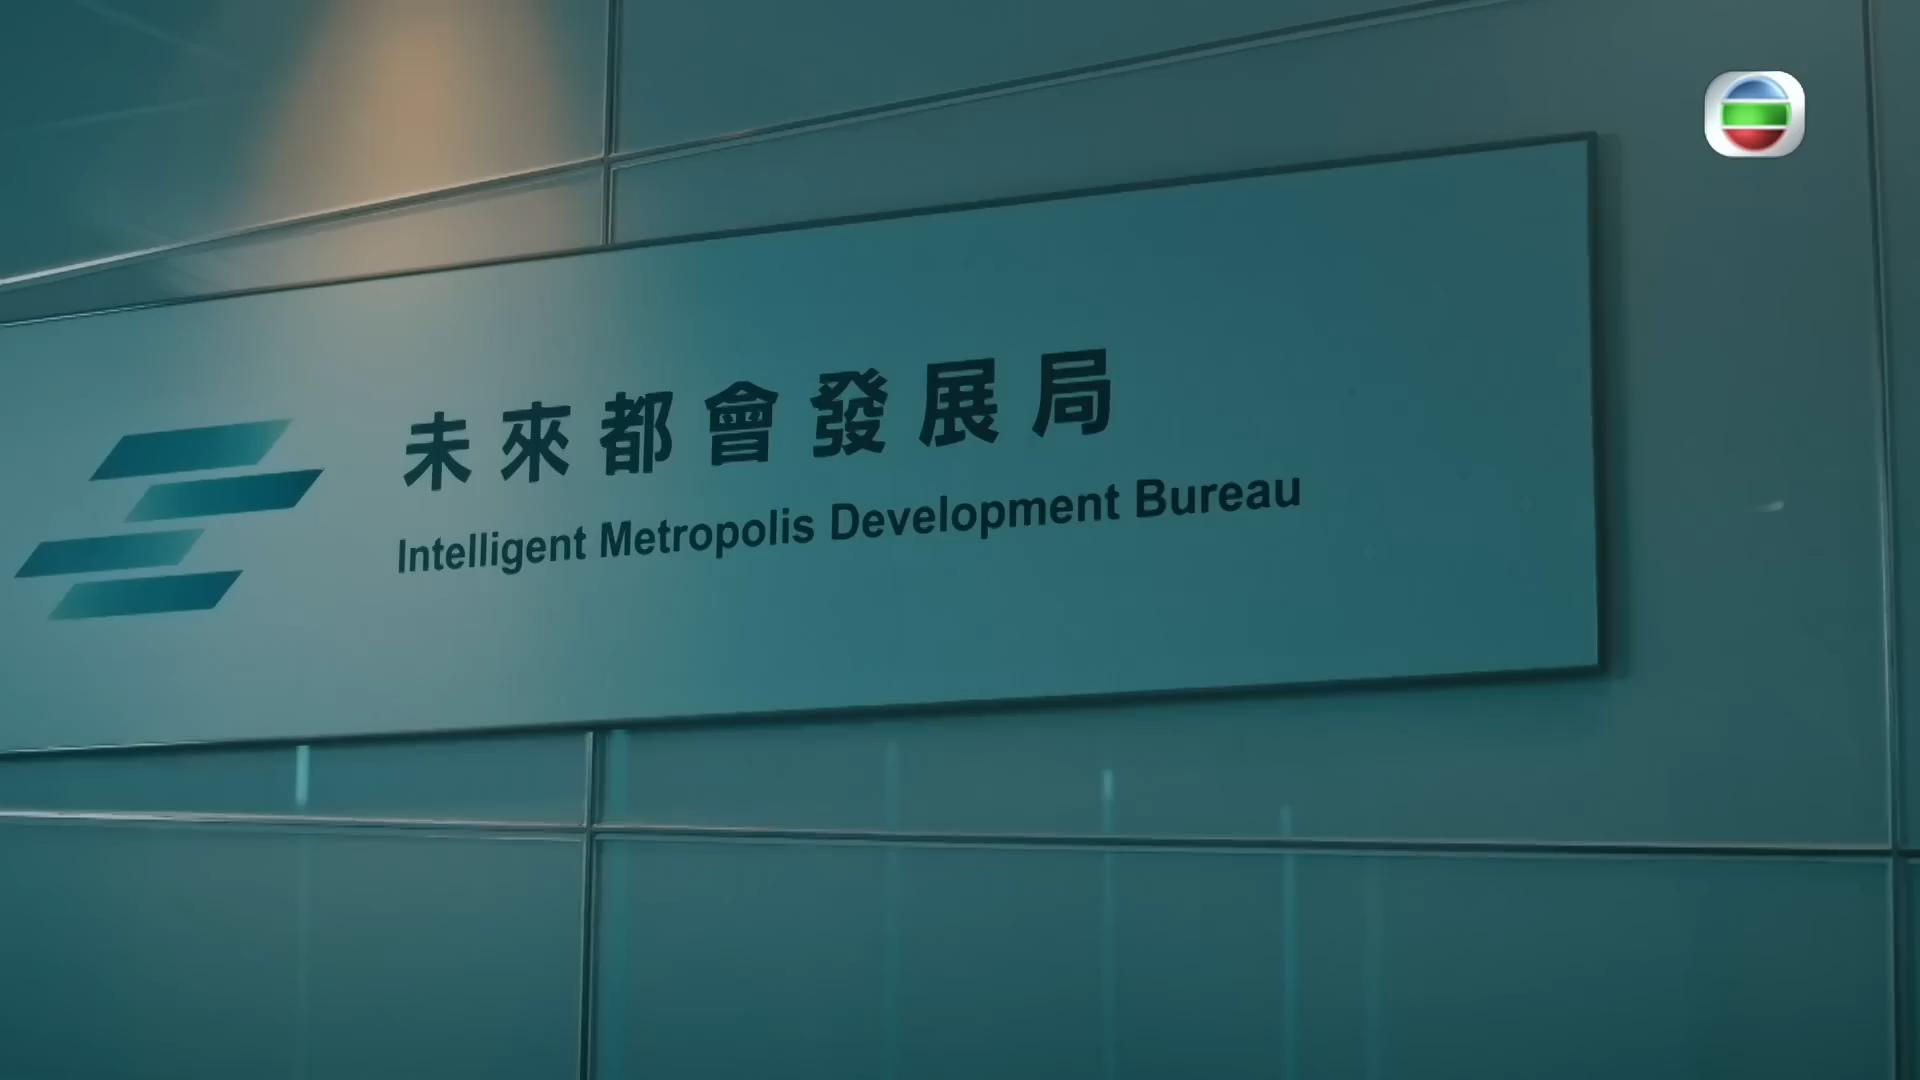 未來都會發展局
Intelligent Metropolis Development Bureau